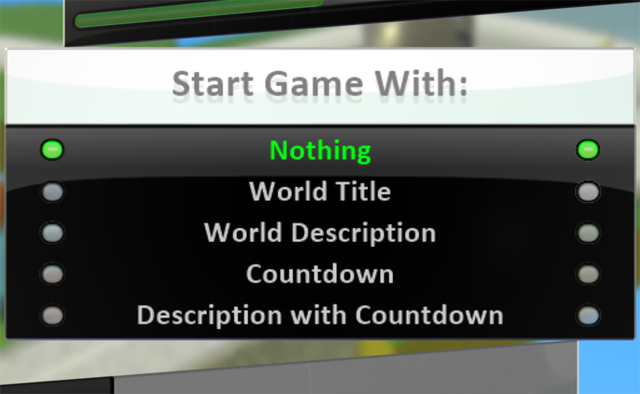 Start Game With:
Nothing
World Title
World Description
Countdown
Description with Countdown